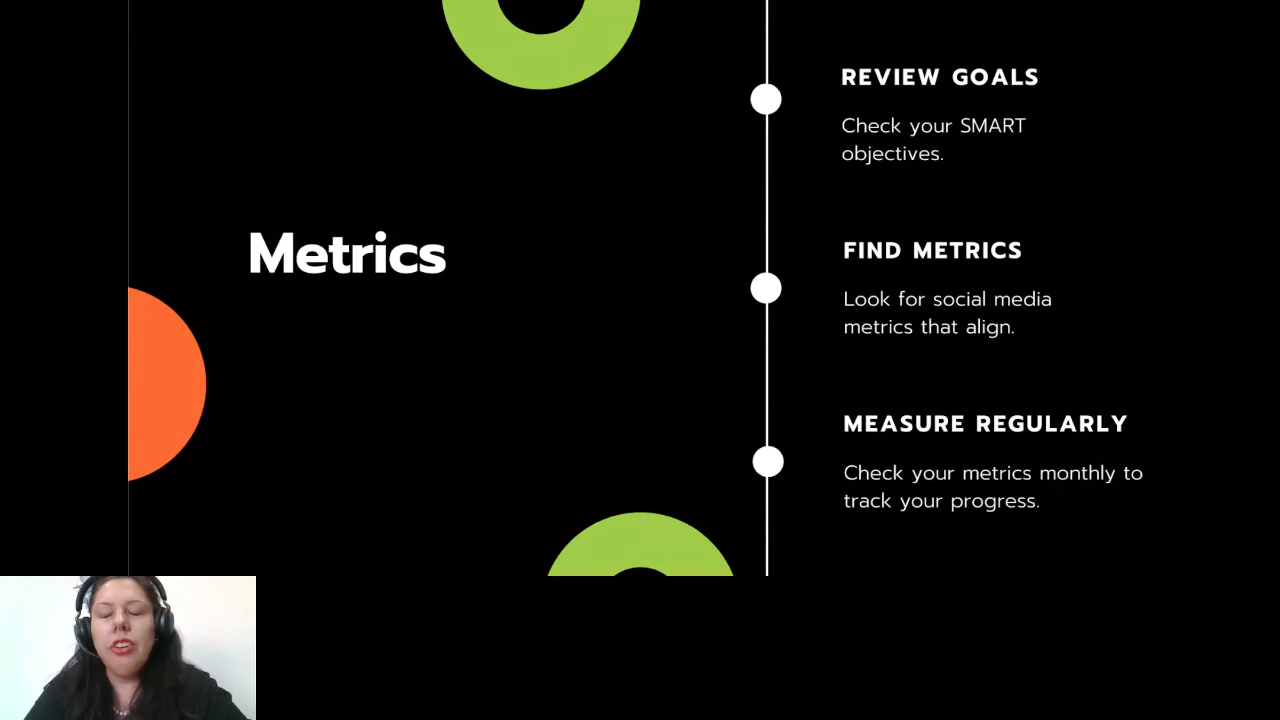 Metrics
REVIEW GOALS
Check your SMART
objectives.
FIND METRICS
Look for social media
metrics that align.
MEASURE REGULARLY
Check your metrics monthly to
track your progress.